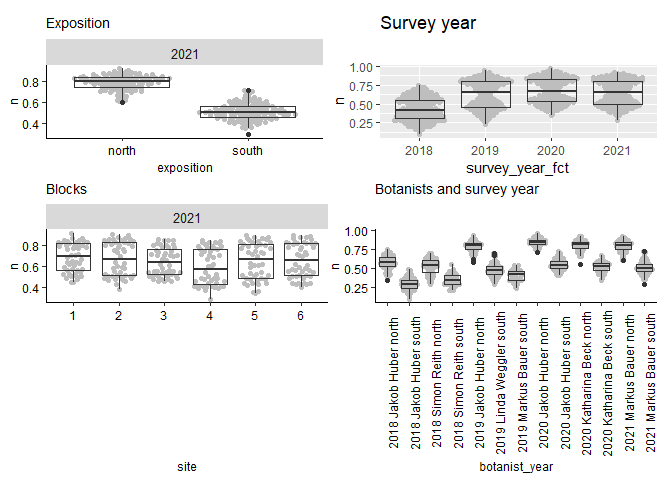 Exposition
2021
n
0.8
0.6
0.4
north
south
exposition
Survey year
n
1.00
0.75
0.50
0.25
2018
2019
2020
2021
survey_year_fct
Blocks
2021
n
0.8
0.6
0.4
1
2
3
4
5
6
site
Botanists and survey year
n
1.00
0.75
0.50
0.25
2018 Jakob Huber north
2018 Jakob Huber south
2018 Simon Reith north
2018 Simon Reith south
2019 Jakob Huber north
2019 Linda Weggler south
2019 Markus Bauer south
2020 Jakob Huber north
2020 Jakob Huber south
2020 Katharina Beck north
2020 Katharina Beck south
2021 Markus Bauer north
2021 Markus Bauer south
botanist_year